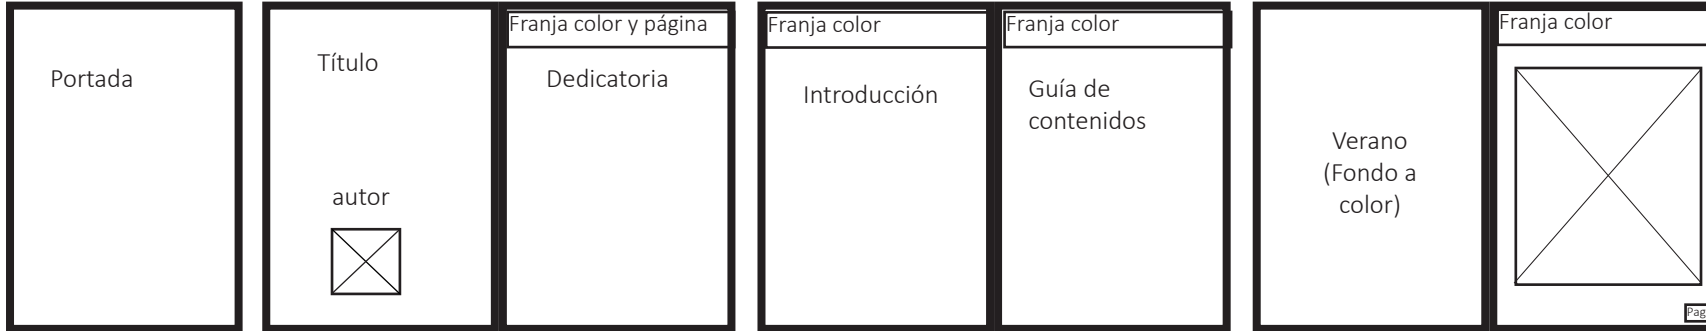 Portada
Título
autor
Franja color y página
Dedicatoria
Franja color
Introducción
Franja color
Guía de
contenidos
Verano
(Fondo a
color)
Franja color
Pag